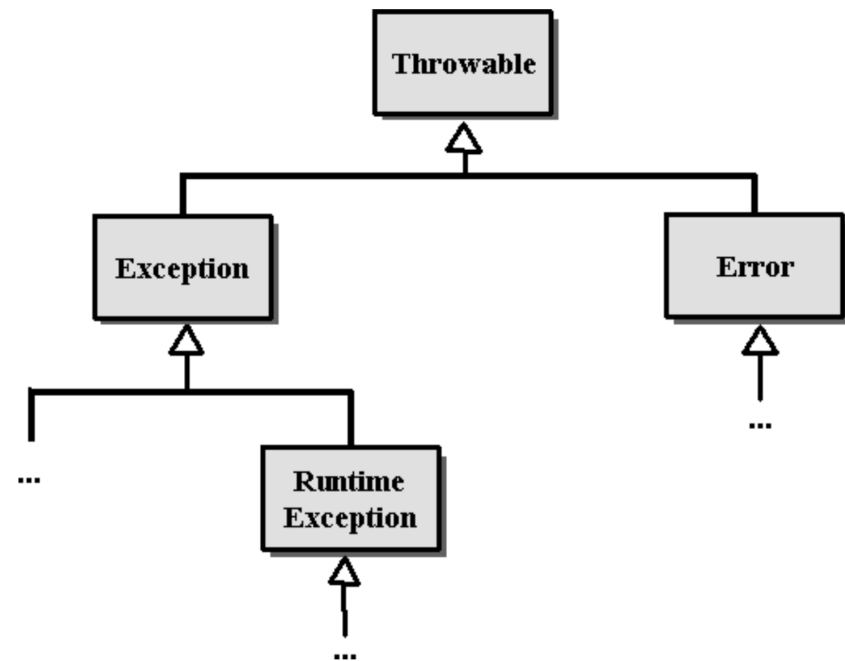 Throwable
Exception
Error
...
...
Runtime
Exception
...